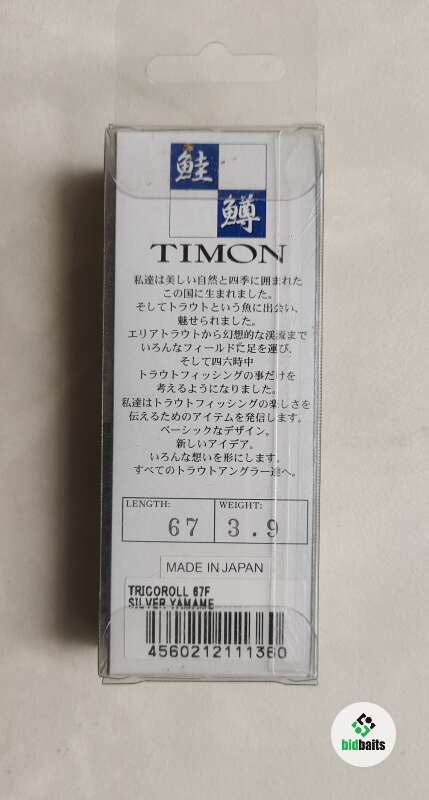 鮭
鱒
TIMON
私達は美しい自然と四季に囲まれた
この国に生まれました。
そしてトラウトという魚に出会い、
魅せられました。
エリアトラウトから幻想的な渓流まで
いろんなフィールドに足を運び、
そして四六時中
トラウトフィッシングの事だけを
考えるようになりました。
私達はトラウトフィッシングの楽しさを
伝えるためのアイテムを発信します。
ベーシックなデザイン。
新しいアイデア。
いろんな想いを形にします。
すべてのトラウトアングラー達へ。
LENGTH: WEIGHT:
67 3.9
MADE IN JAPAN
TRICOROLL 67F
SILVER YAMAME
4560212111360
bidbaits